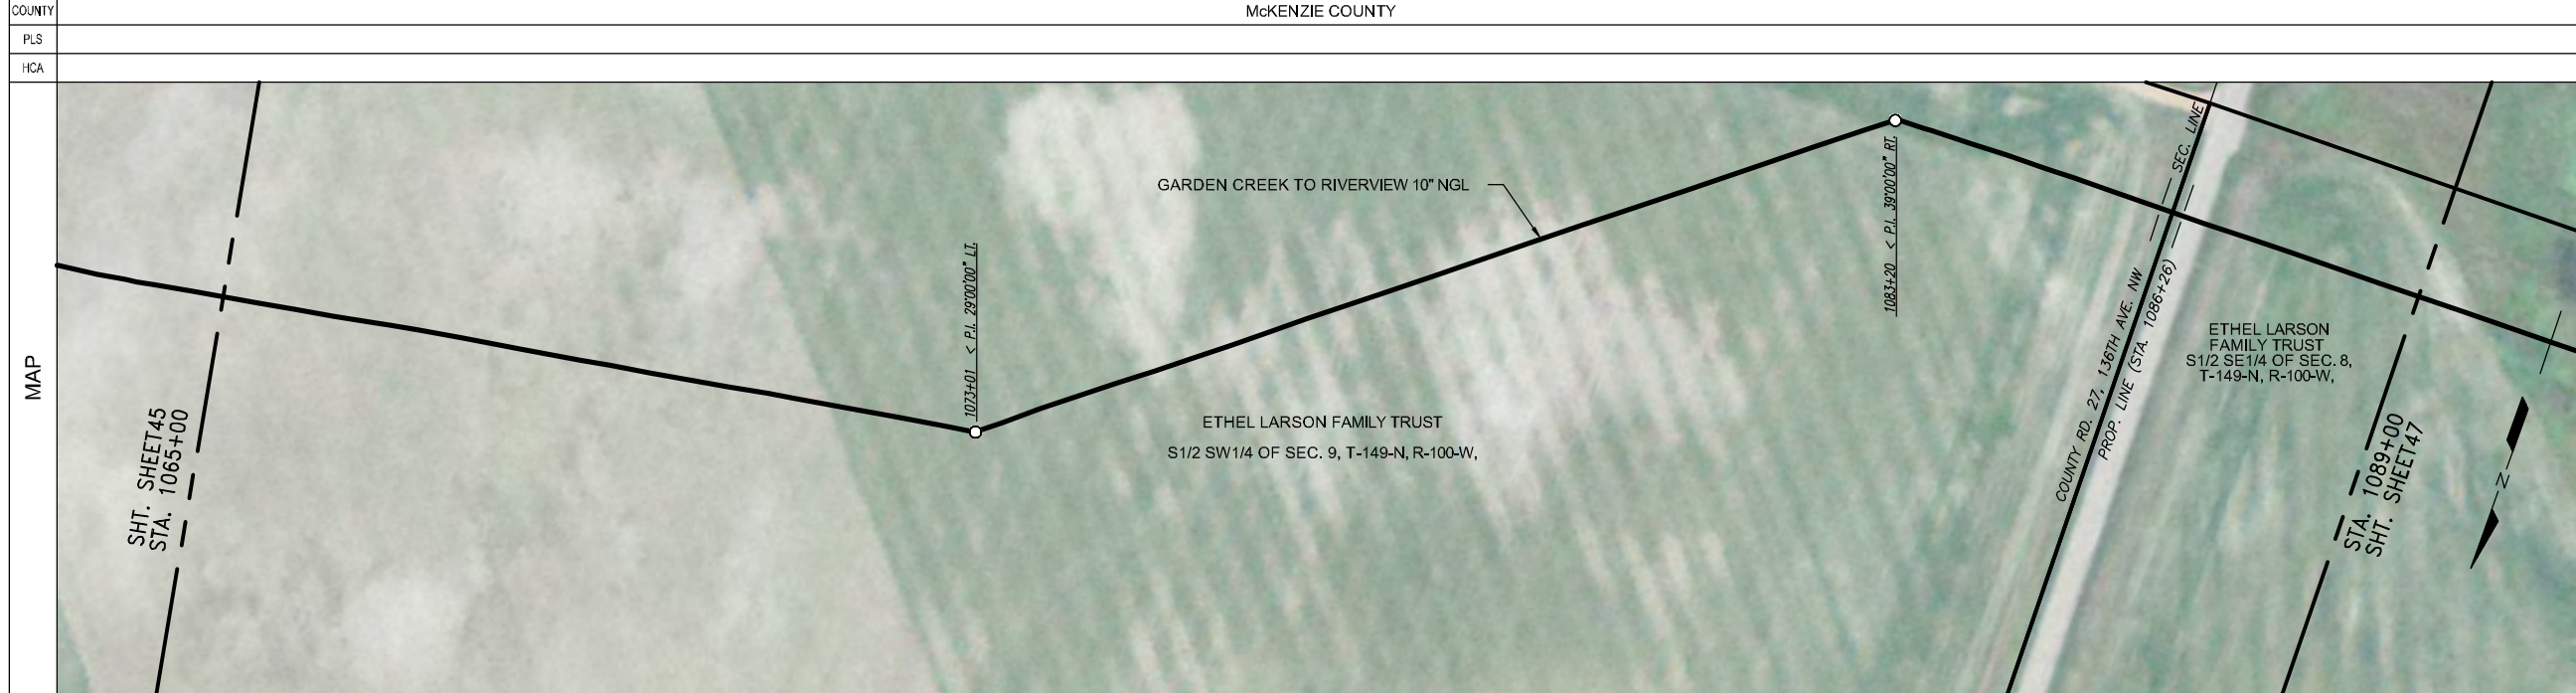 COUNTY
McKENZIE COUNTY
PLS
HCA
MAP
SHT. SHEET45
STA. 1065+00
1073+01 < P.I. 29°00'00" LT.
GARDEN CREEK TO RIVERVIEW 10" NGL
ETHEL LARSON FAMILY TRUST
S1/2 SW1/4 OF SEC. 9, T-149-N, R-100-W,
1083+20 < P.I. 39°00'00" RT.
SEC. LINE
COUNTY RD. 27, 136TH AVE. NW
PROP. LINE (STA. 1086+26)
ETHEL LARSON
FAMILY TRUST
S1/2 SE1/4 OF SEC. 8,
T-149-N, R-100-W,
STA. 1089+00
SHT. SHEET47
N